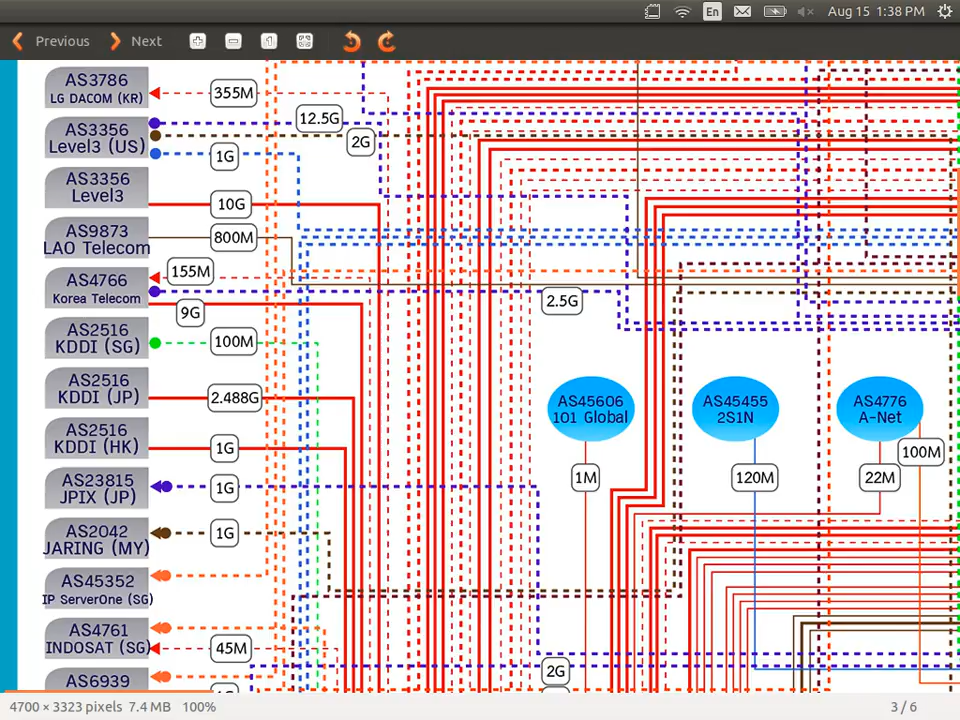 En
Aug 15 1:38 PM
Previous
Next
AS3786
LG DACOM (KR)
355M
AS3356
Level3 (US)
12.5G
2G
1G
AS3356
Level3
10G
AS9873
LAO Telecom
800M
AS4766
Korea Telecom
155M
9G
2.5G
AS2516
KDDI (SG)
100M
AS2516
KDDI (JP)
2.488G
AS2516
KDDI (HK)
1G
AS45606
101 Global
1M
AS45455
2S1N
120M
AS4776
A-Net
22M
100M
AS23815
JPIX (JP)
1G
AS2042
JARING (MY)
1G
AS45352
IP ServerOne (SG)
AS4761
INDOSAT (SG)
45M
AS6939
2G
4700 × 3323 pixels 7.4 MB 100%
3 / 6